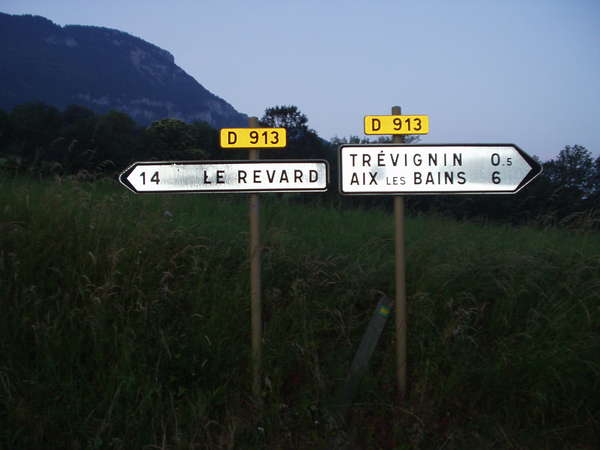 D 913
14 LE REVARD
D 913
TRÉVIGNIN 0.5
AIX LES BAINS 6